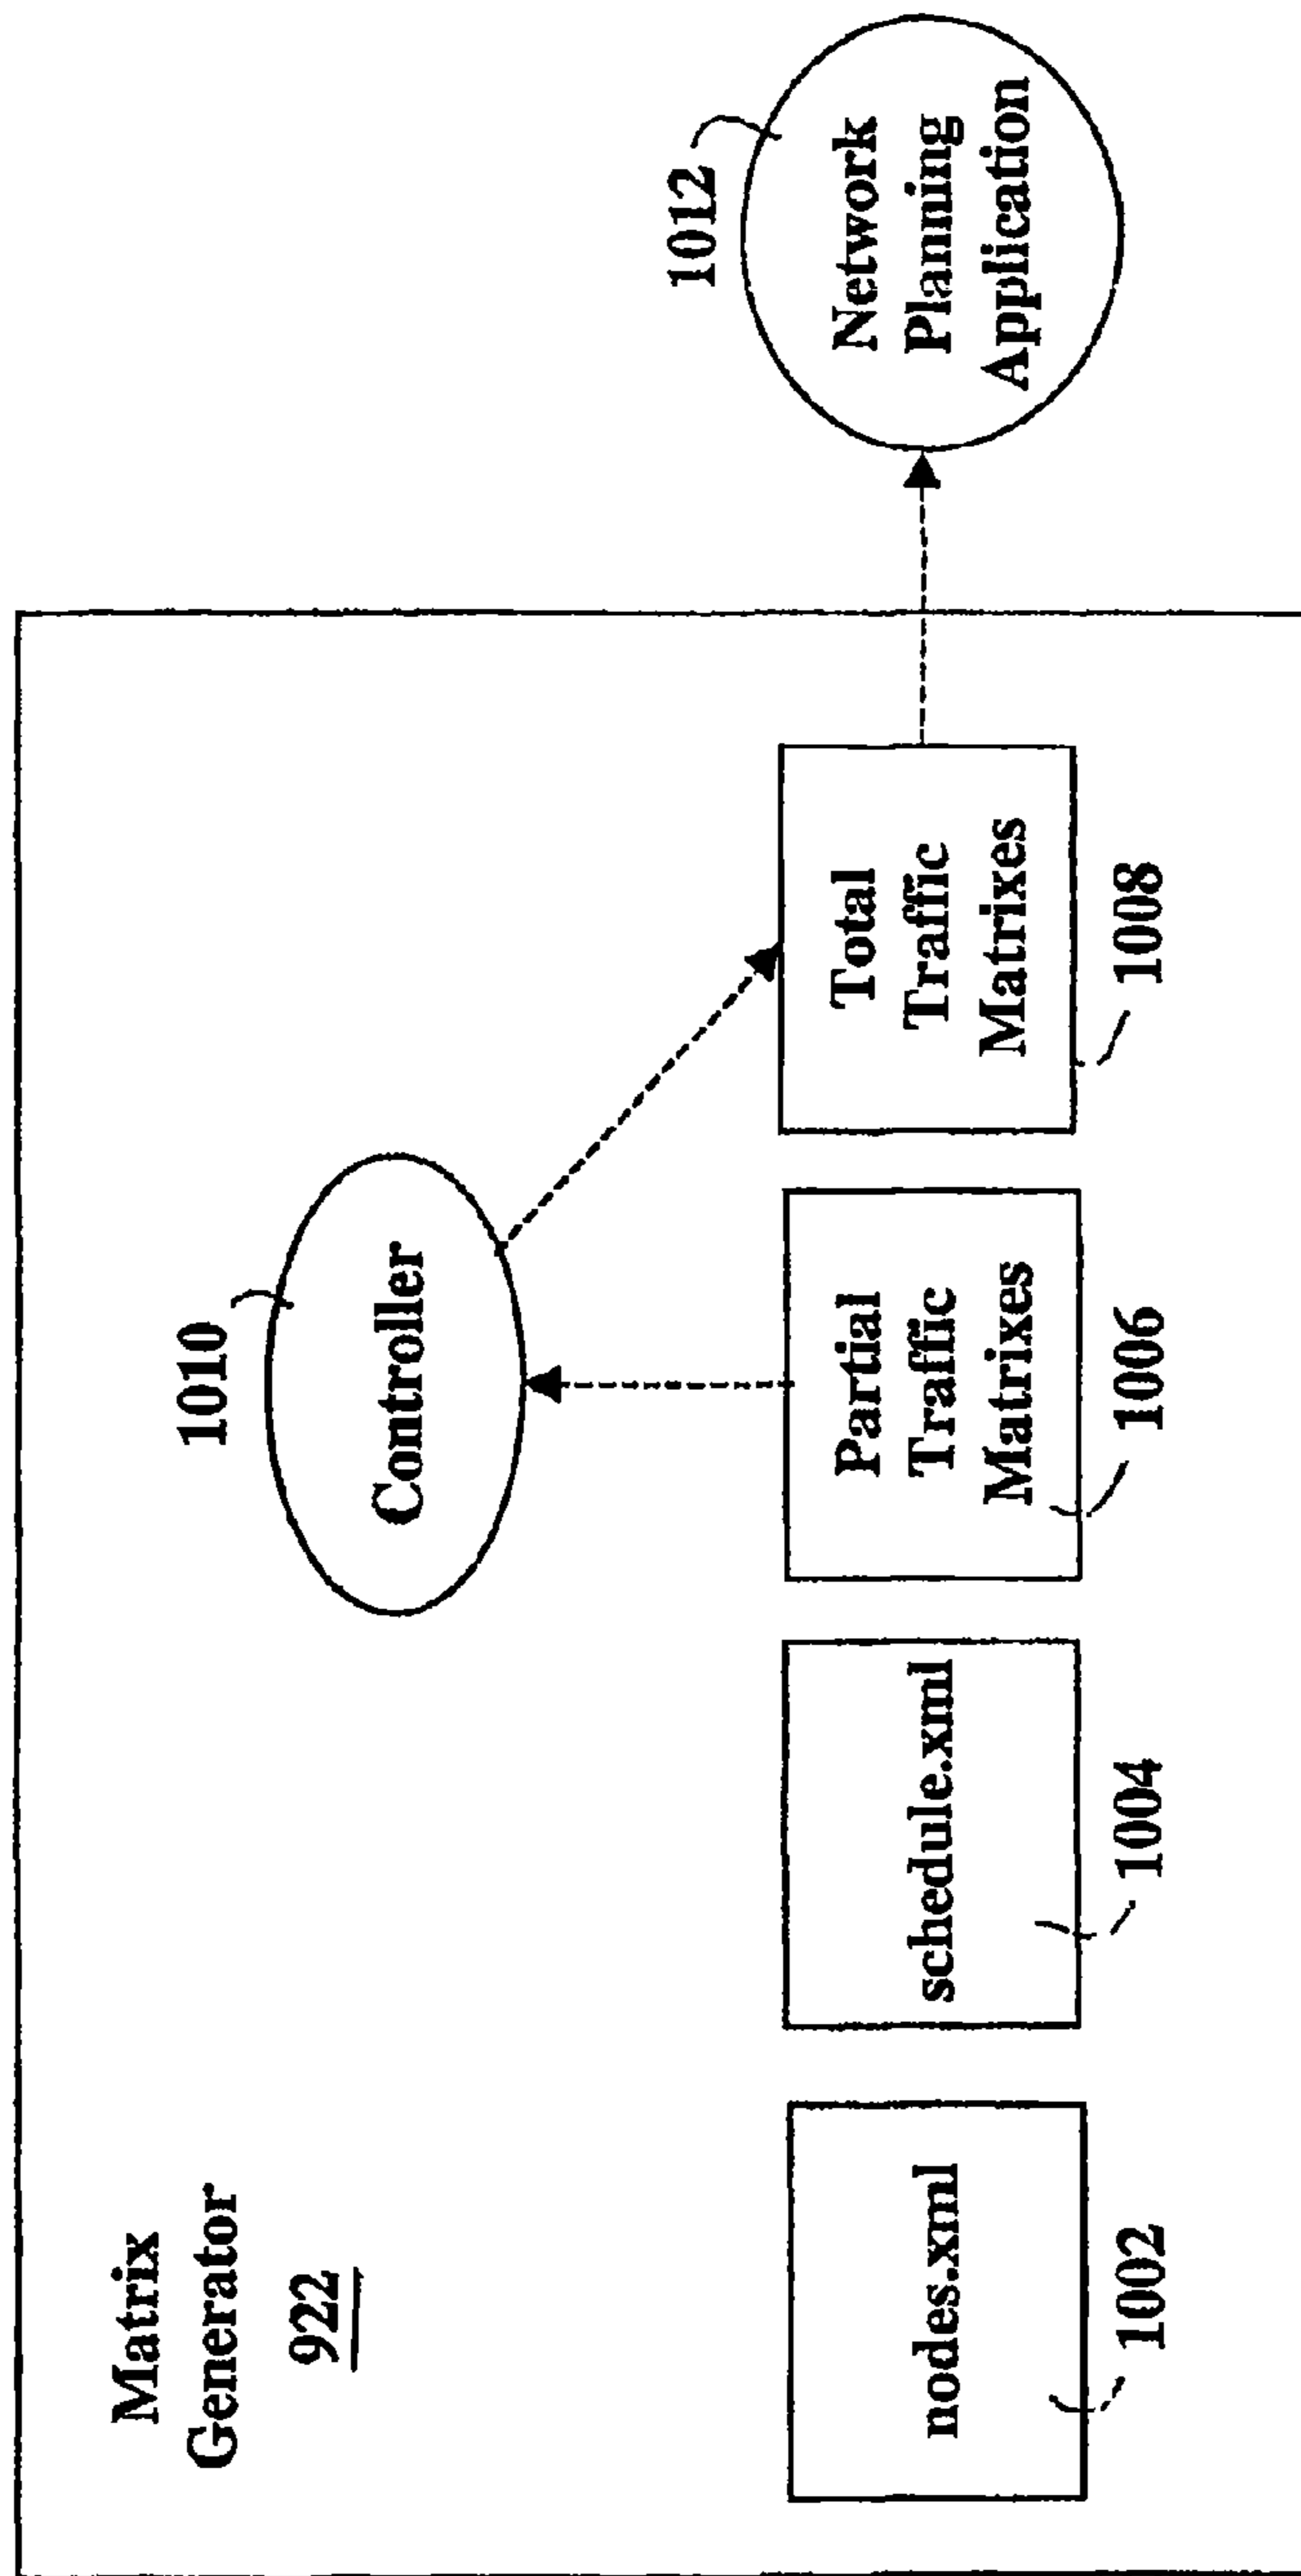 Matrix
Generator
922
1010
Controller
nodes.xml
1002
schedule.xml
1004
Partial
Traffic
Matrixes
1006
Total
Traffic
Matrixes
1008
1012
Network
Planning
Application